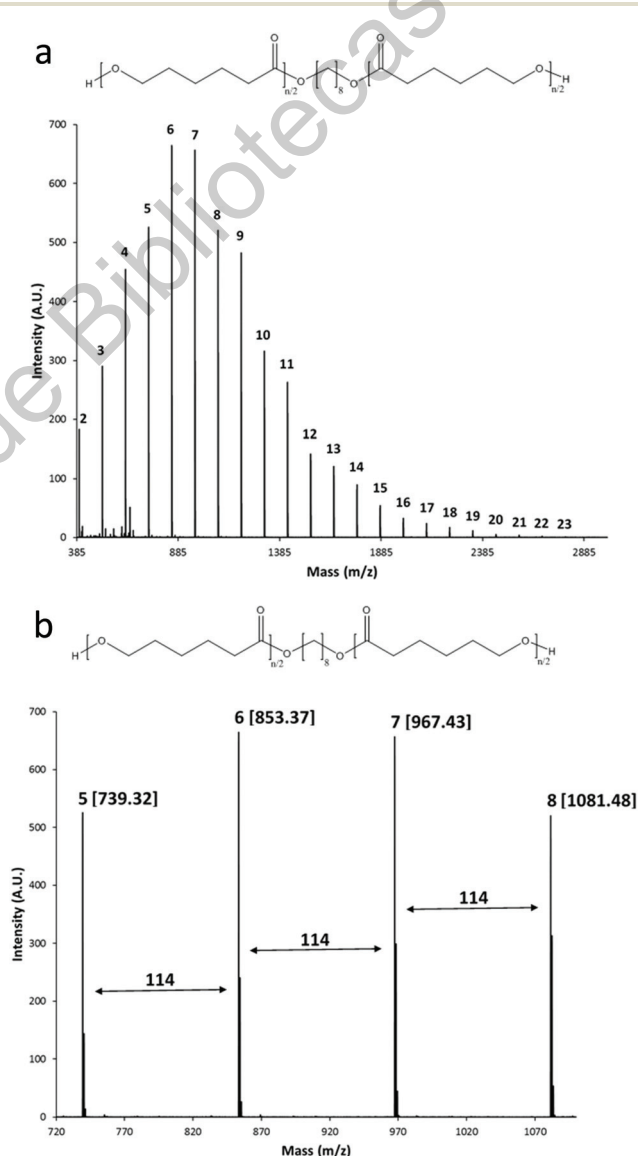 a
O O
H O O 8 O O H
n/2 n/2
700
600
500
400
300
200
100
0
Intensity (A.U.)
2 3 4 5 6 7 8 9 10 11 12 13 14 15 16 17 18 19 20 21 22 23
385 885 1385 1885 2385 2885
Mass (m/z)
de Bibliotecas
b
O O
H O O 8 O O H
n/2 n/2
700
600
500
400
300
200
100
0
Intensity (A.U.)
5 [739.32]
6 [853.37]
7 [967.43]
8 [1081.48]
114
114
114
720 770 820 870 920 970 1020 1070
Mass (m/z)